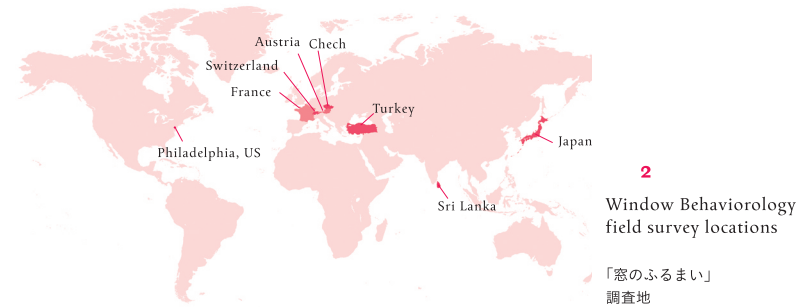 Austria
Chech
Switzerland
France
Turkey
Philadelphia, US
Japan
Sri Lanka
2
Window Behaviorology
field survey locations
「窓のふるまい」
調査地